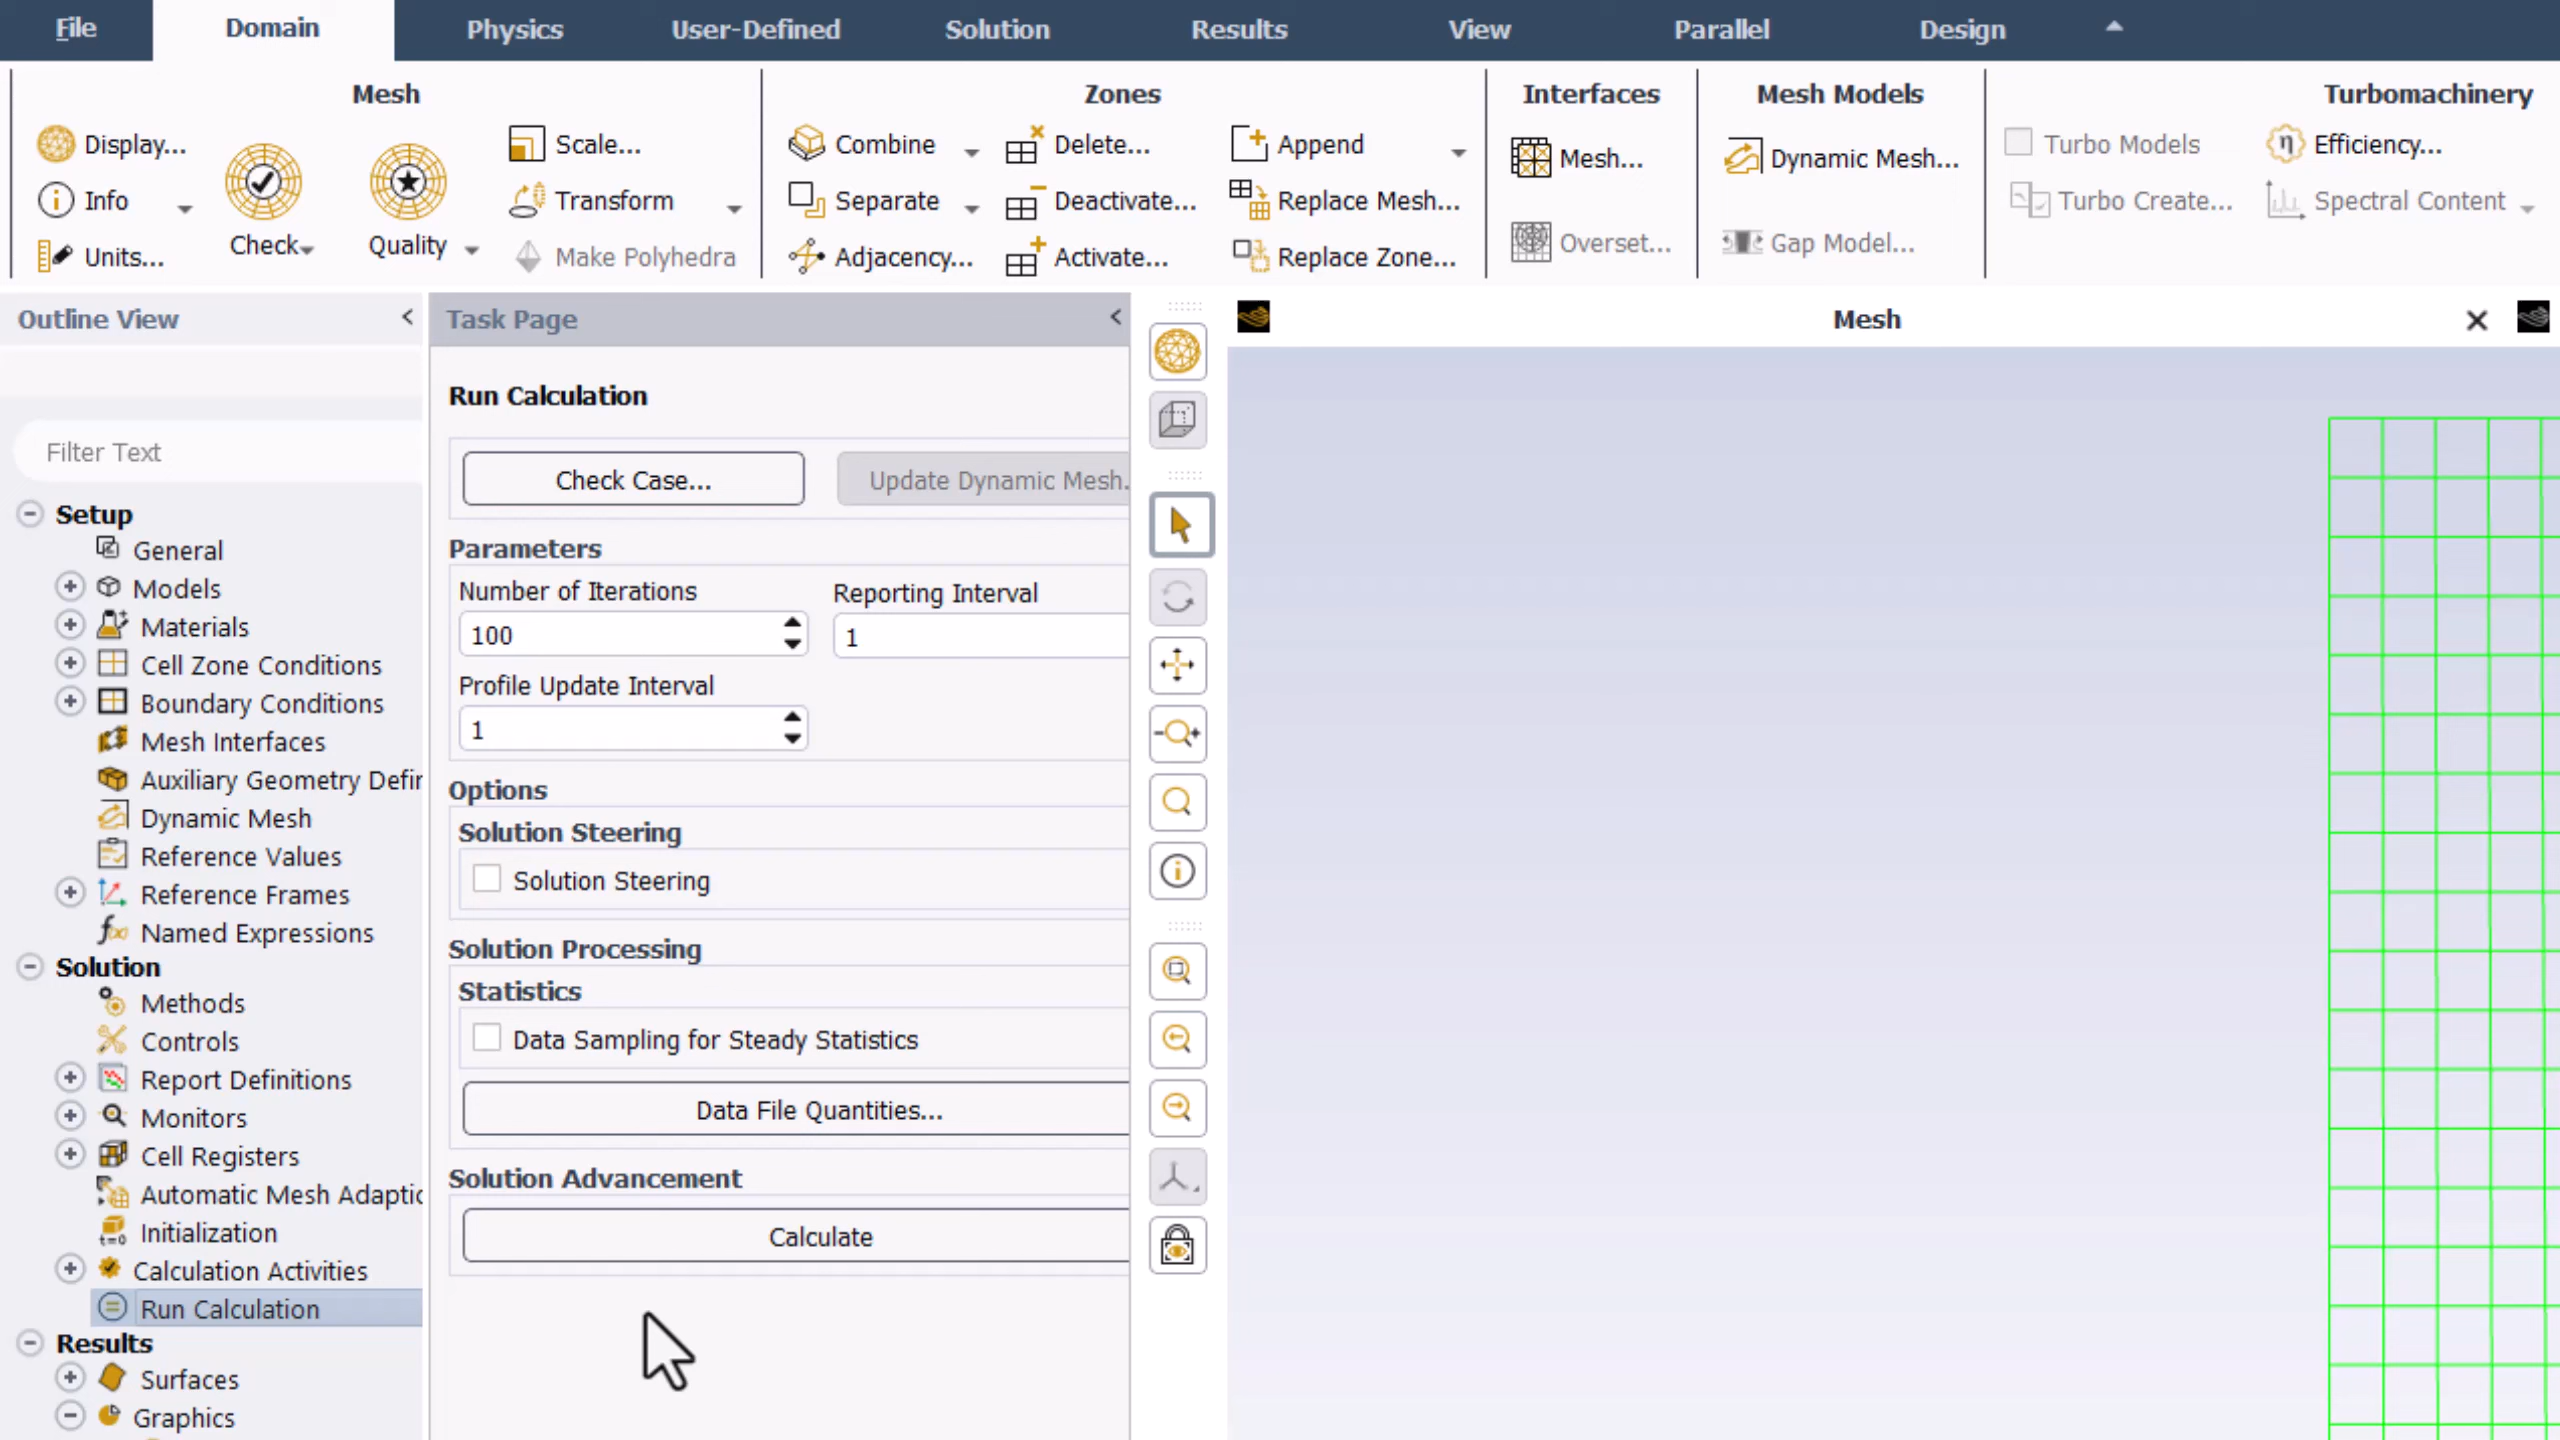 File Domain Physics User-Defined Solution Results View Parallel Design
Mesh Zones Interfaces Mesh Models Turbomachinery
Display... Scale... Combine Delete... Append Mesh... Dynamic Mesh... Turbo Models Efficiency...
Info Transform Separate Deactivate... Replace Mesh... Turbo Create... Spectral Content
Check Quality Overset... Gap Model...
Units... Make Polyhedra Adjacency... Activate... Replace Zone...
Outline View < Task Page < Mesh
Run Calculation
Filter Text
Check Case... Update Dynamic Mesh.
Setup
General
Models
Materials
Cell Zone Conditions
Boundary Conditions
Mesh Interfaces
Auxiliary Geometry Defin
Dynamic Mesh
Reference Values
Reference Frames
Named Expressions
Solution
Methods
Controls
Report Definitions
Monitors
Cell Registers
Automatic Mesh Adaptic
Initialization
Calculation Activities
Run Calculation
Results
Surfaces
Graphics
Parameters
Number of Iterations Reporting Interval
100 1
Profile Update Interval
1
Options
Solution Steering
Solution Steering
Solution Processing
Statistics
Data Sampling for Steady Statistics
Data File Quantities...
Solution Advancement
Calculate